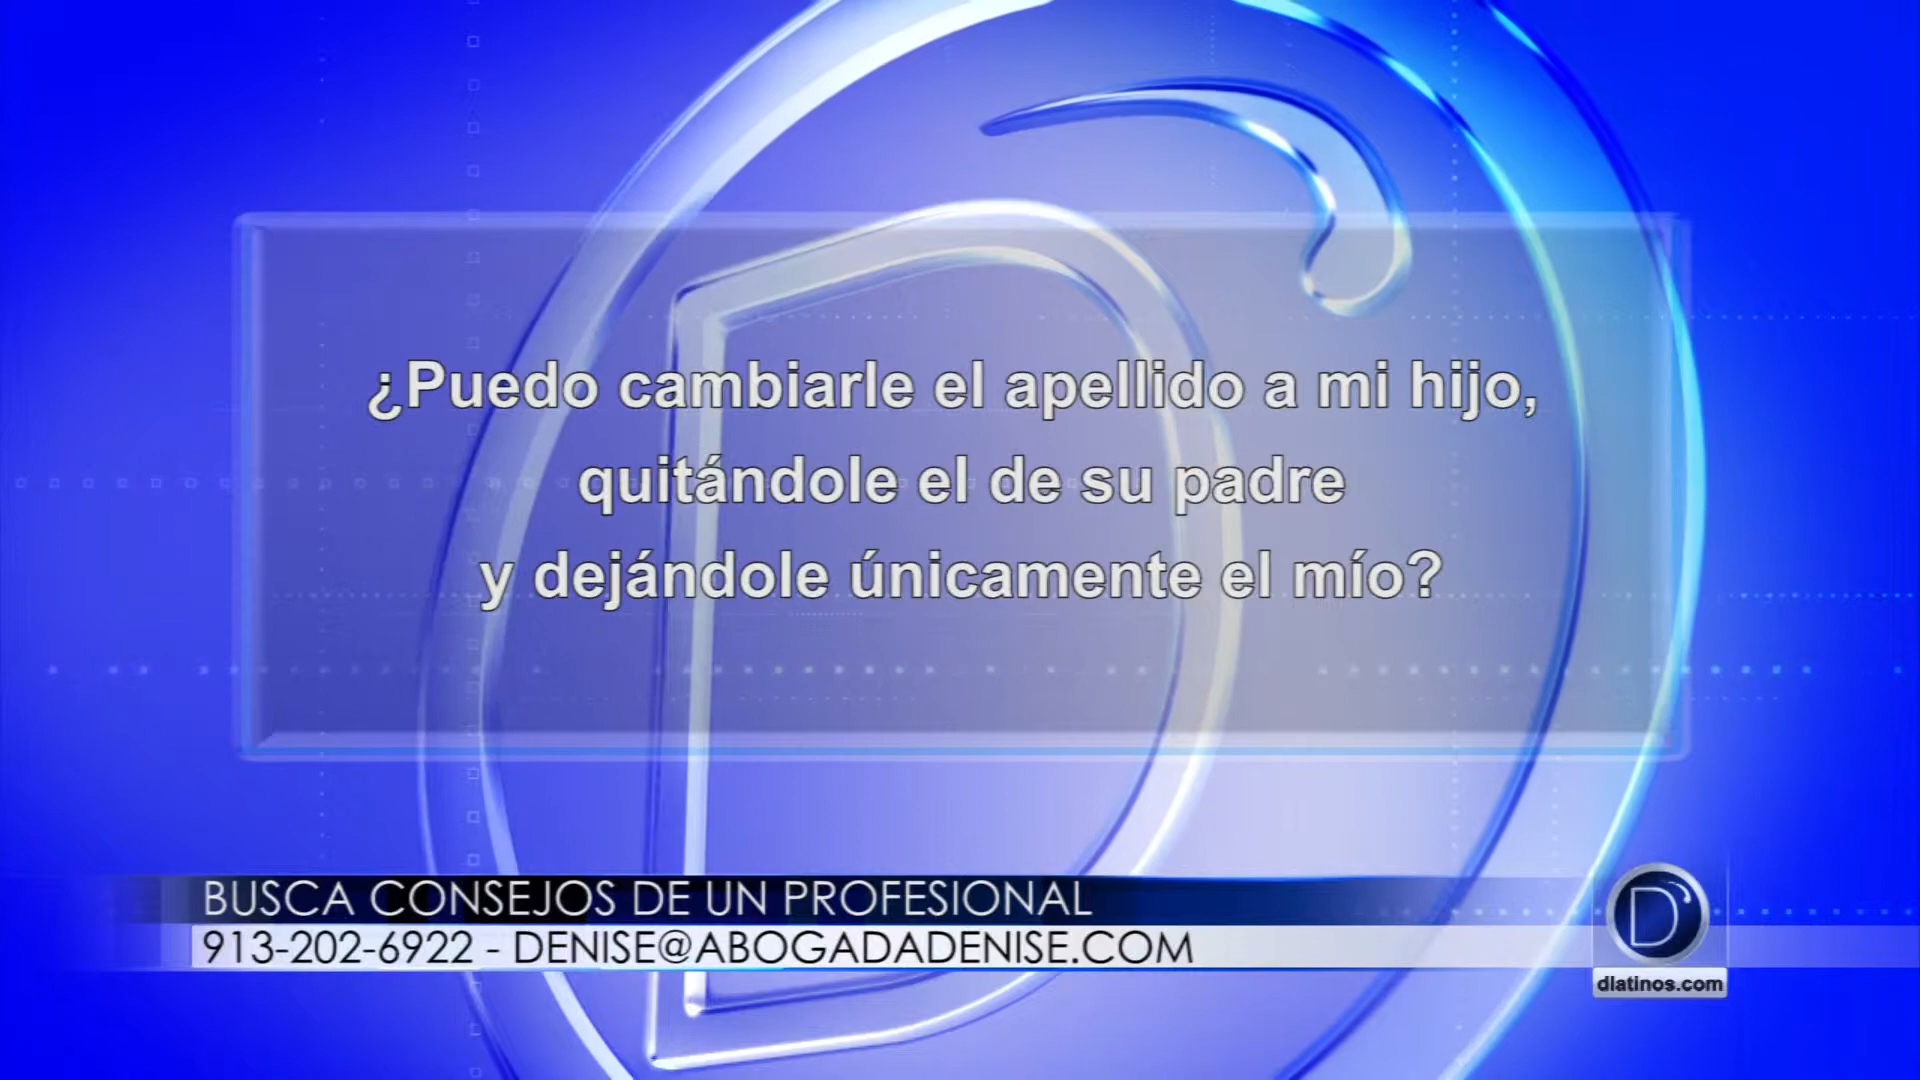 ¿Puedo cambiarle el apellido a mi hijo,
quitándole el de su padre
y dejándole únicamente el mío?
BUSCA CONSEJOS DE UN PROFESIONAL
913-202-6922 - DENISE@ABOGADADENISE.COM
D
dlatinos.com